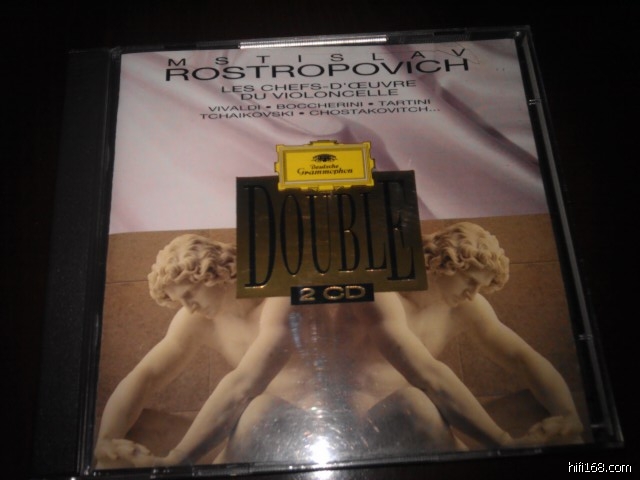 MSTISLAV
ROSTROPOVICH
LES CHEFS-D'ŒUVRE
DU VIOLONCELLE
VIVALDI • BOCCHERINI • TARTINI
TCHAIKOVSKI • CHOSTAKOVITCH...
Deutsche
Grammophon
DOUBLE
2 CD
hifi168.com